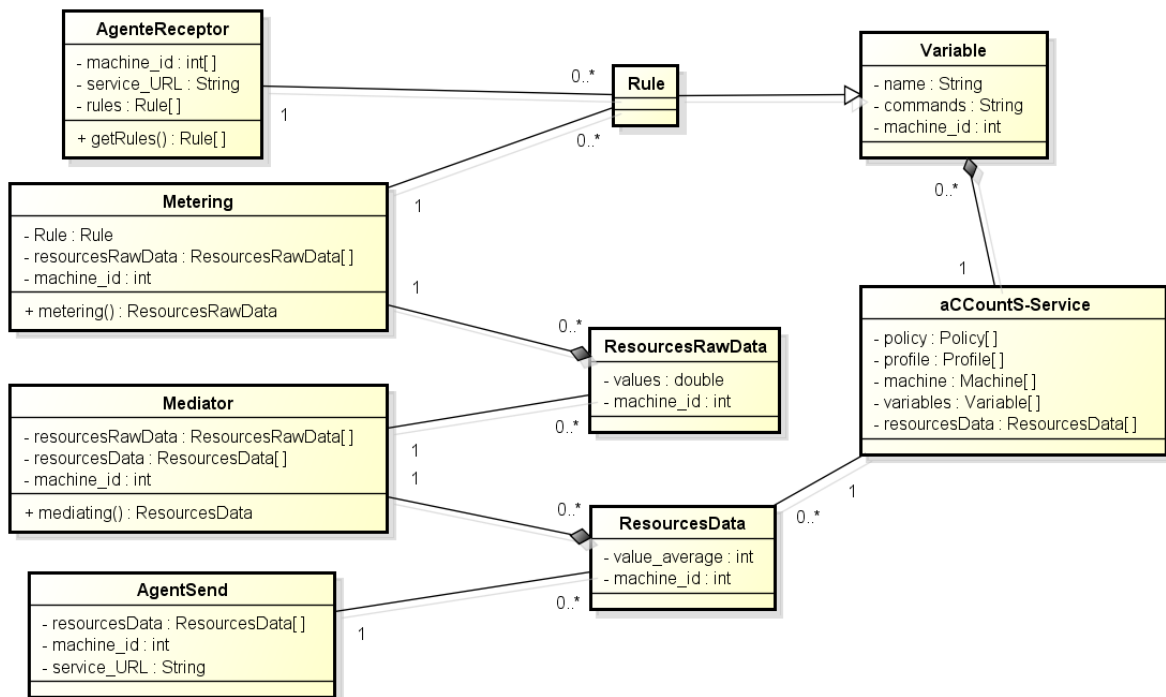 AgenteReceptor
- machine_id : int[ ]
- service_URL : String
- rules : Rule[ ]
+ getRules() : Rule[ ]
1
0..*
Rule
0..*
Variable
- name : String
- commands : String
- machine_id : int
0..*
1
Metering
- Rule : Rule
- resourcesRawData : ResourcesRawData[ ]
- machine_id : int
+ metering() : ResourcesRawData
1
1
0..*
ResourcesRawData
- values : double
- machine_id : int
0..*
aCCountS-Service
- policy : Policy[ ]
- profile : Profile[ ]
- machine : Machine[ ]
- variables : Variable[ ]
- resourcesData : ResourcesData[ ]
1
0..*
Mediator
- resourcesRawData : ResourcesRawData[ ]
- resourcesData : ResourcesData[ ]
- machine_id : int
+ mediating() : ResourcesData
1
1
0..*
ResourcesData
- value_average : int
- machine_id : int
0..*
AgentSend
- resourcesData : ResourcesData[ ]
- machine_id : int
- service_URL : String
1